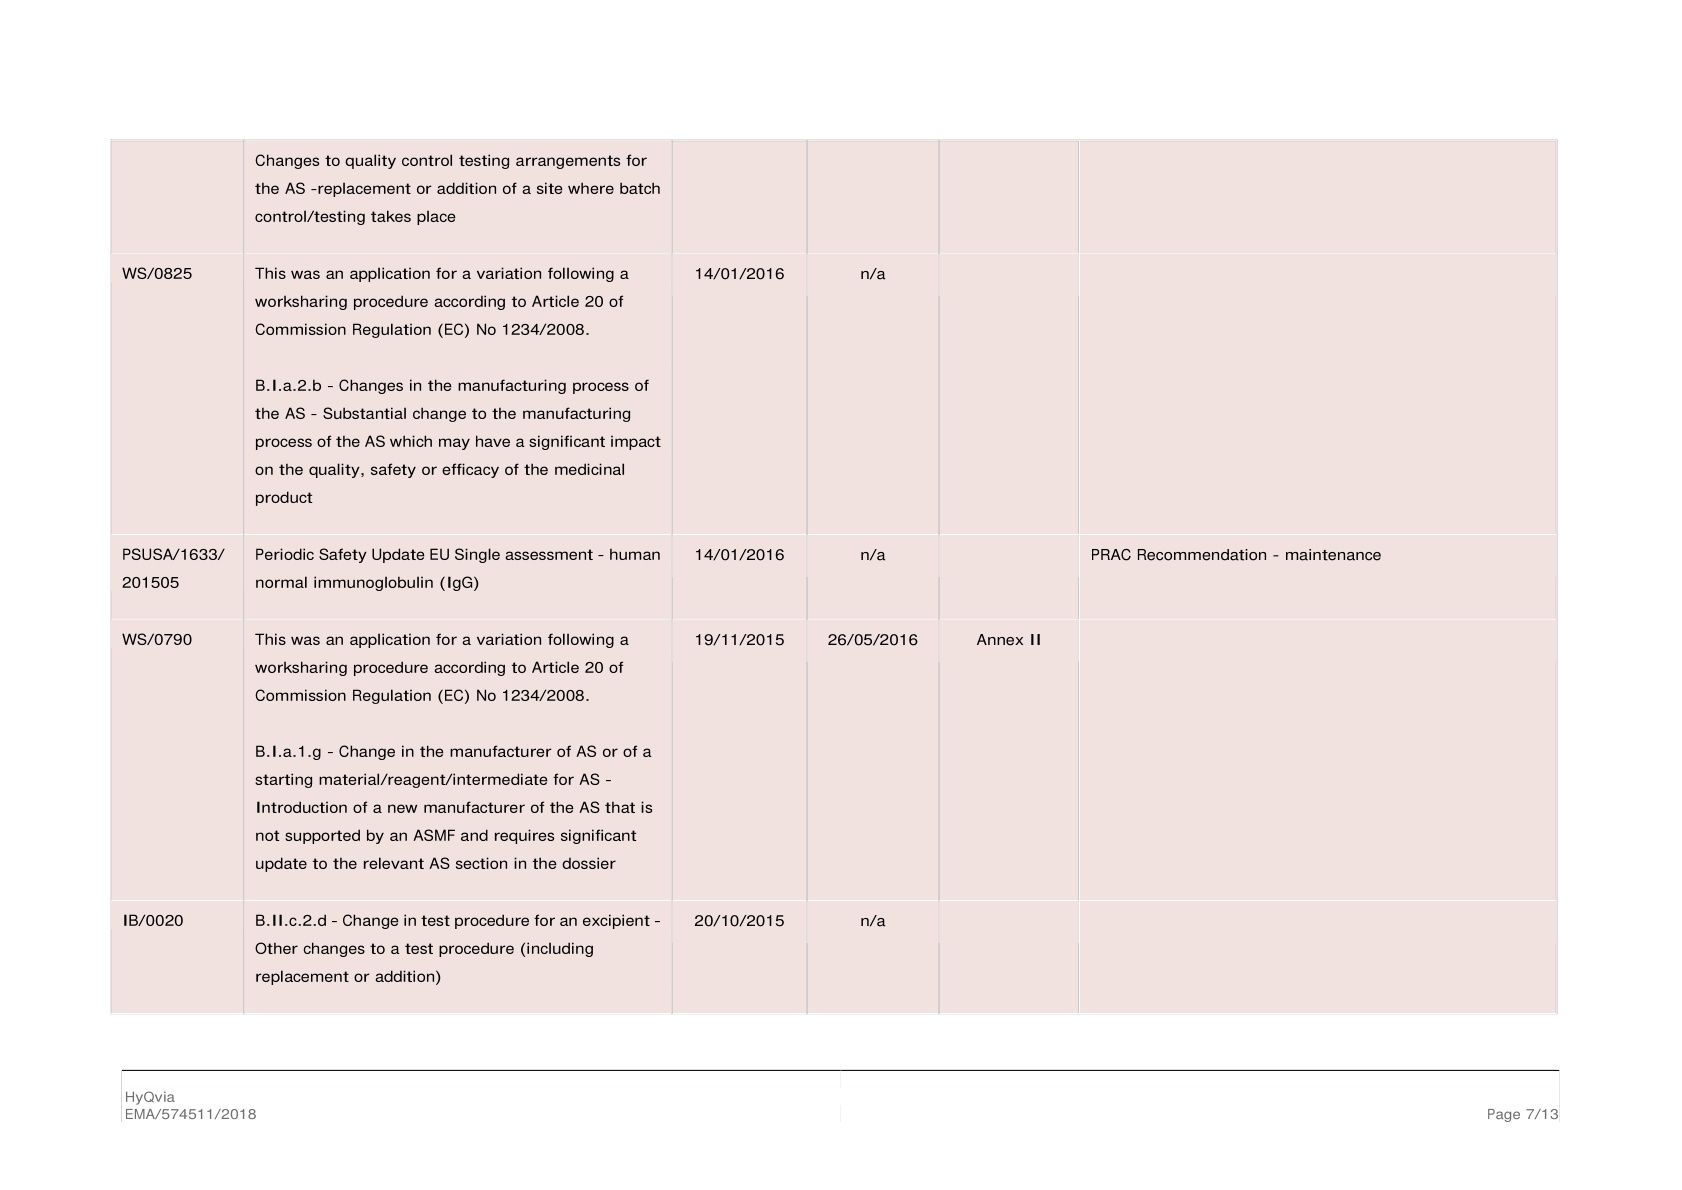 Changes to quality control testing arrangements for
the AS -replacement or addition of a site where batch
control/testing takes place
WS/0825
This was an application for a variation following a
worksharing procedure according to Article 20 of
Commission Regulation (EC) No 1234/2008.
B.I.a.2.b - Changes in the manufacturing process of
the AS - Substantial change to the manufacturing
process of the AS which may have a significant impact
on the quality, safety or efficacy of the medicinal
product
14/01/2016
n/a
PSUSA/1633/
201505
Periodic Safety Update EU Single assessment - human
normal immunoglobulin (IgG)
14/01/2016
n/a
PRAC Recommendation - maintenance
WS/0790
This was an application for a variation following a
worksharing procedure according to Article 20 of
Commission Regulation (EC) No 1234/2008.
B.I.a.1.g - Change in the manufacturer of AS or of a
starting material/reagent/intermediate for AS -
Introduction of a new manufacturer of the AS that is
not supported by an ASMF and requires significant
update to the relevant AS section in the dossier
19/11/2015
26/05/2016
Annex II
IB/0020
B.II.c.2.d - Change in test procedure for an excipient -
Other changes to a test procedure (including
replacement or addition)
20/10/2015
n/a
HyQvia
EMA/574511/2018
Page 7/13